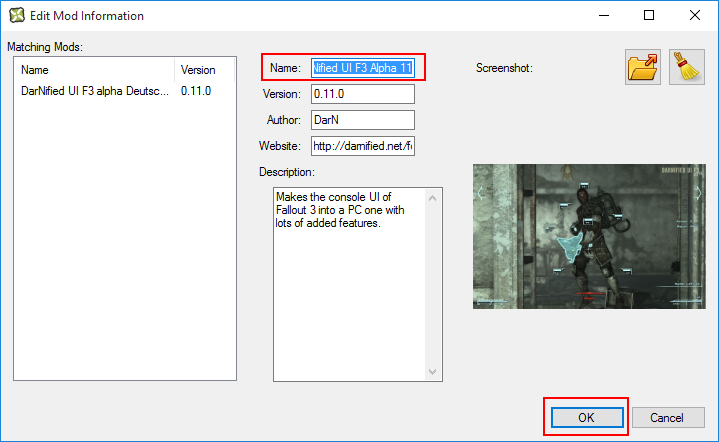 Edit Mod Information
Matching Mods:
Name Version
DarNified UI F3 alpha Deutsc... 0.11.0
Name: Nified UI F3 Alpha 11
Version: 0.11.0
Author: DarN
Website: http://darnified.net/f
Description:
Makes the console UI of
Fallout 3 into a PC one with
lots of added features.
Screenshot:
DARNIFIED UI F3
OK Cancel